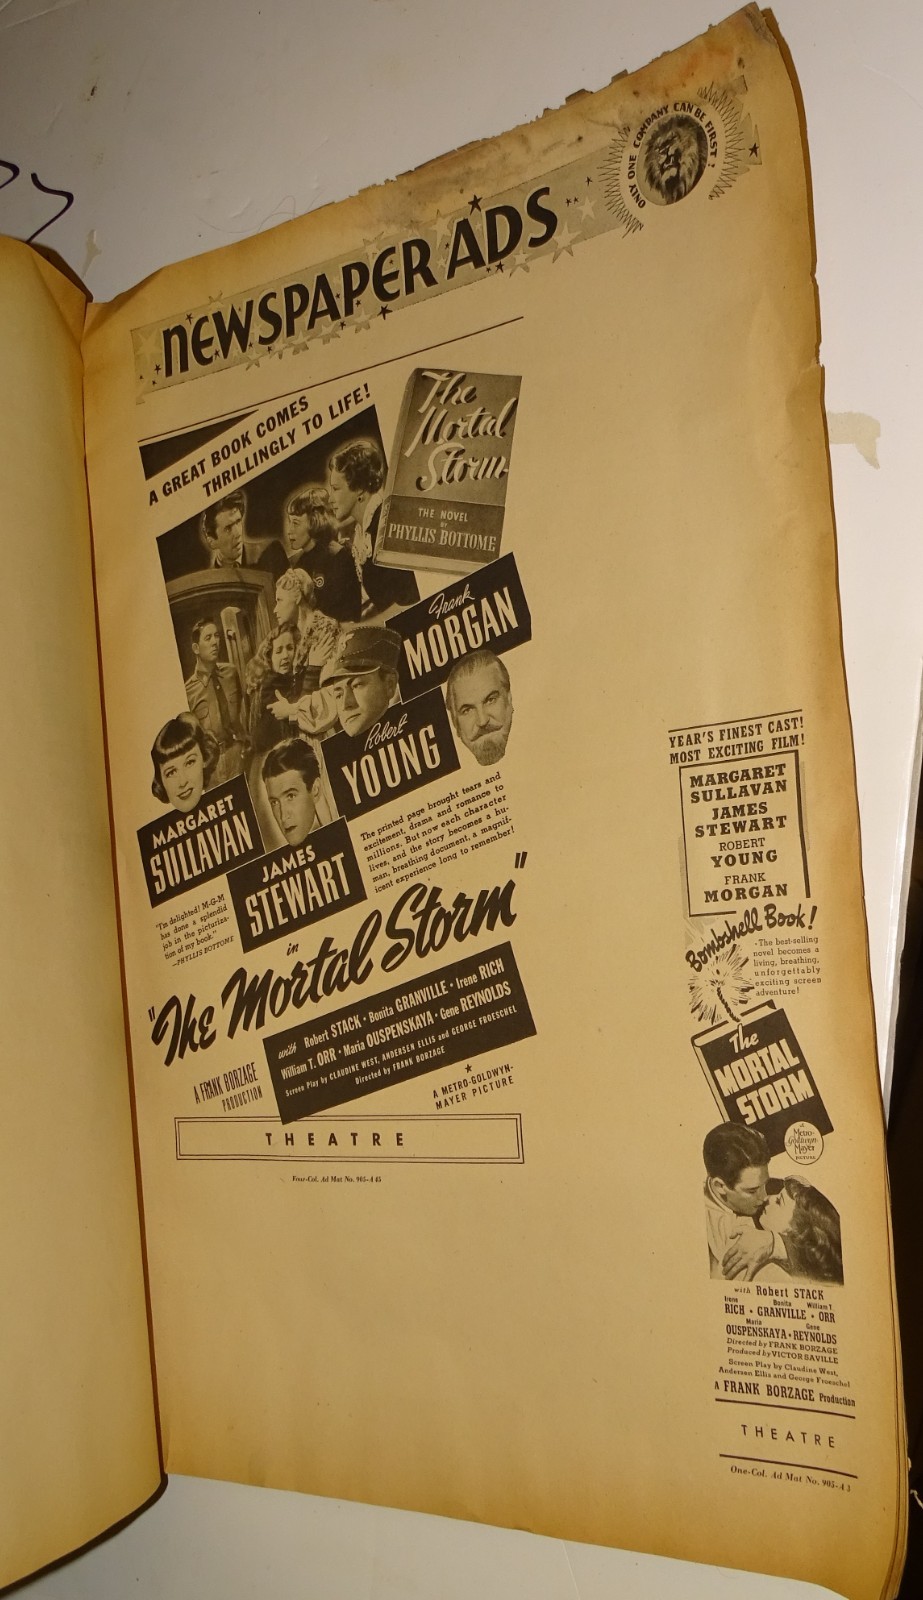 ONLY ONE COMPANY CAN BE FIRST!
NEWSPAPER ADS
A GREAT BOOK COMES
THRILLINGLY TO LIFE!
The
Mortal
Storm
THE NOVEL
BY
PHYLLIS BOTTOME
Frank
MORGAN
Robert
YOUNG
MARGARET
SULLAVAN
JAMES
STEWART
The printed page brought tears and
excitement, drama and romance to
millions. But now each character
lives, and the story becomes a hu-
man, breathing document, a magnif-
icent experience long to remember!
"I'm delighted! M-G-M
has done a splendid
job in the picturiza-
tion of my book."
—PHYLLIS BOTTOME
in
"The Mortal Storm"
with Robert STACK • Bonita GRANVILLE • Irene RICH
William T. ORR • Maria OUSPENSKAYA • Gene REYNOLDS
Screen Play by CLAUDINE WEST, ANDERSEN ELLIS and GEORGE FROESCHEL
Directed by FRANK BORZAGE
A FRANK BORZAGE
PRODUCTION
A METRO-GOLDWYN-
MAYER PICTURE
THEATRE
Four-Col. Ad Mat No. 905-A 45
YEAR'S FINEST CAST!
MOST EXCITING FILM!
MARGARET
SULLAVAN
JAMES
STEWART
ROBERT
YOUNG
FRANK
MORGAN
Bombshell Book!
The best-selling
novel becomes a
living, breathing,
unforgettably
exciting screen
adventure!
The
MORTAL
STORM
A
Metro-
Goldwyn-
Mayer
PICTURE
with Robert STACK
Irene Bonita William T.
RICH • GRANVILLE • ORR
Maria Gene
OUSPENSKAYA • REYNOLDS
Directed by FRANK BORZAGE
Produced by VICTOR SAVILLE
Screen Play by Claudine West,
Andersen Ellis and George Froeschel
A FRANK BORZAGE Production
THEATRE
One-Col. Ad Mat No. 905-A 3